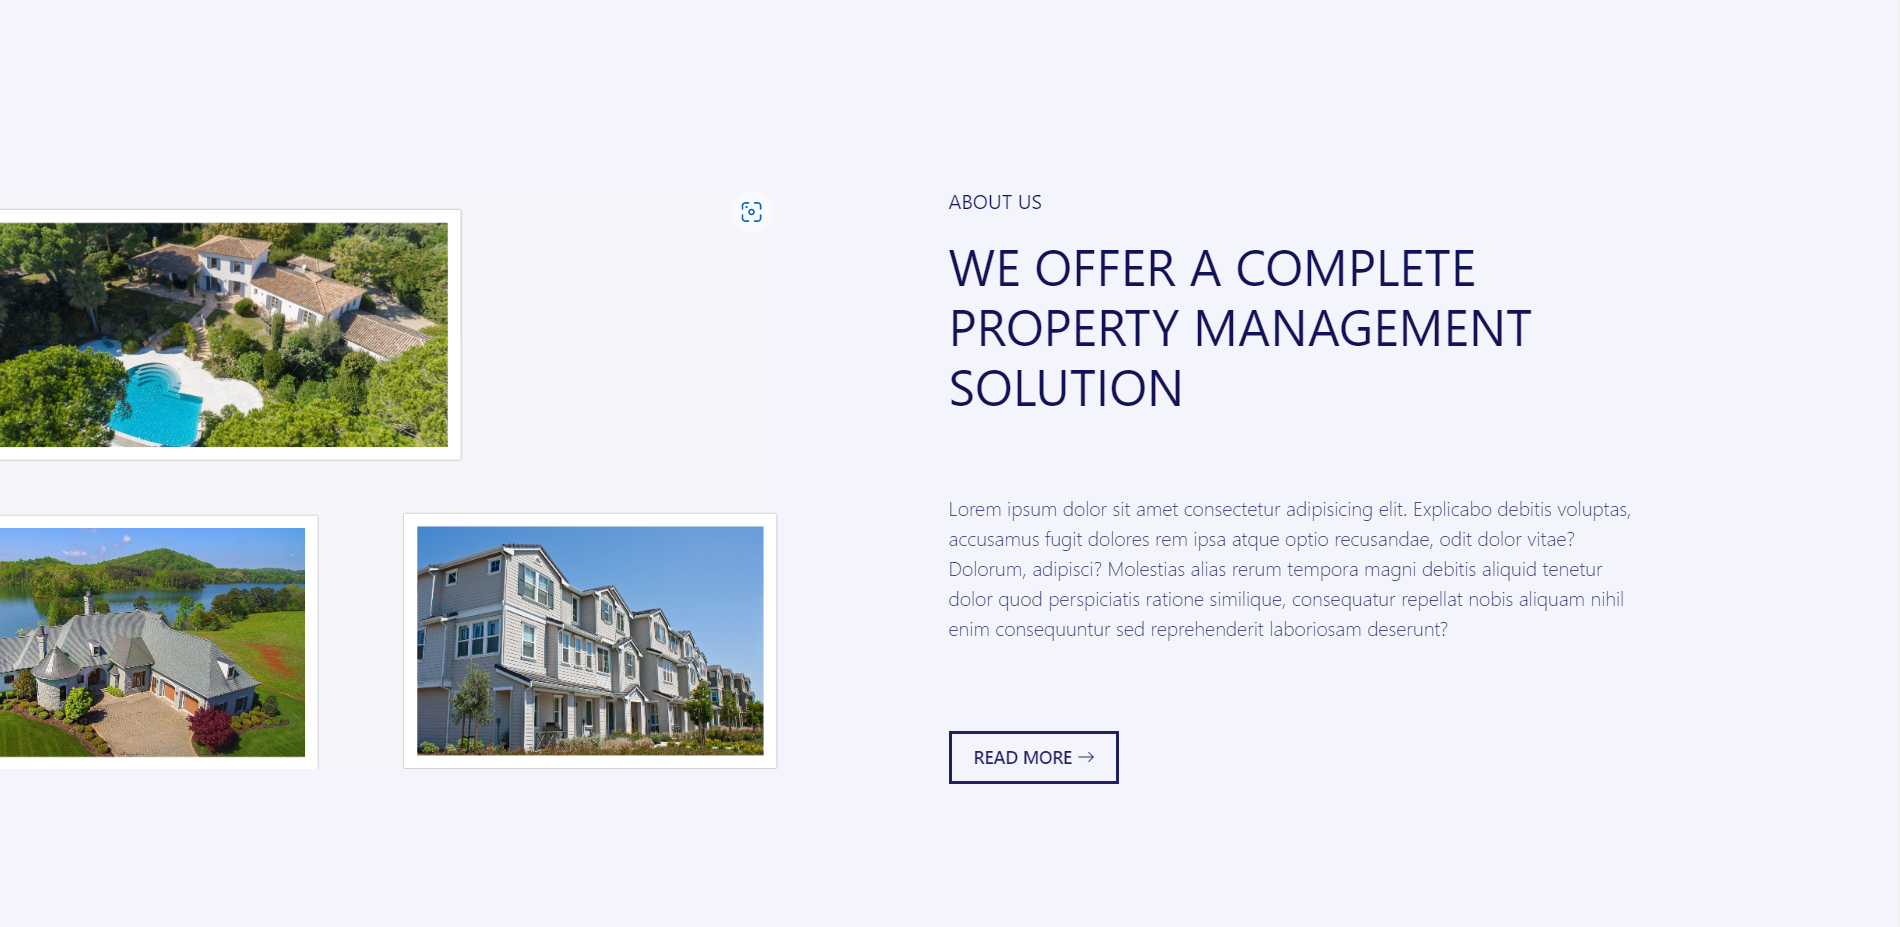 ABOUT US
WE OFFER A COMPLETE
PROPERTY MANAGEMENT
SOLUTION
Lorem ipsum dolor sit amet consectetur adipisicing elit. Explicabo debitis voluptas,
accusamus fugit dolores rem ipsa atque optio recusandae, odit dolor vitae?
Dolorum, adipisci? Molestias alias rerum tempora magni debitis aliquid tenetur
dolor quod perspiciatis ratione similique, consequatur repellat nobis aliquam nihil
enim consequuntur sed reprehenderit laboriosam deserunt?
READ MORE →